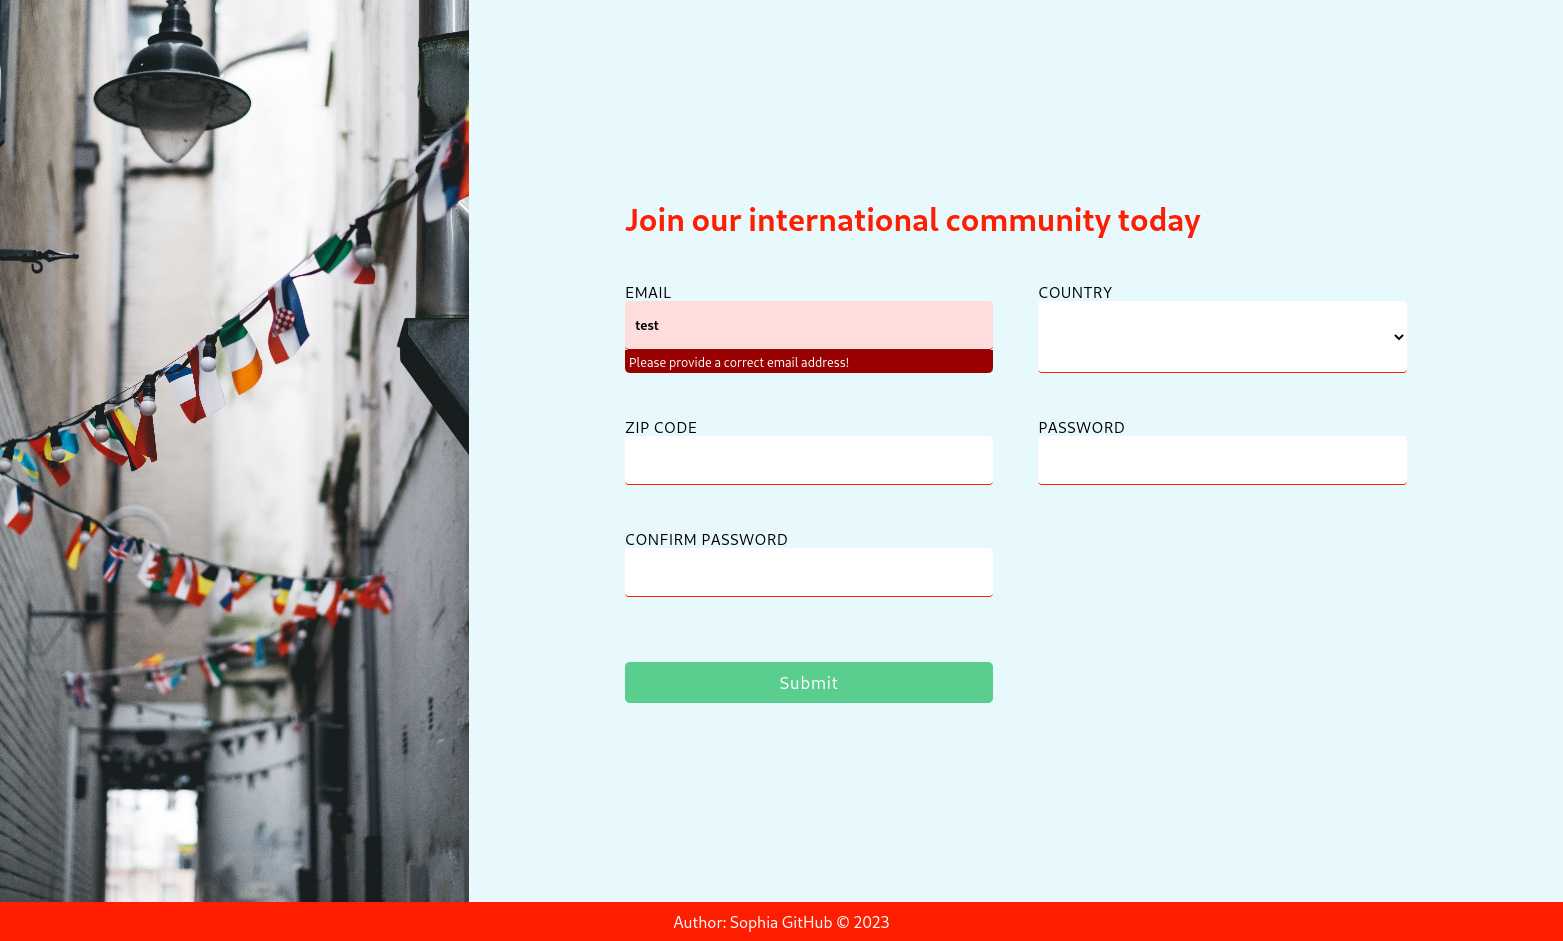 Join our international community today
EMAIL
COUNTRY
test
Please provide a correct email address!
ZIP CODE
PASSWORD
CONFIRM PASSWORD
Submit
Author: Sophia GitHub © 2023